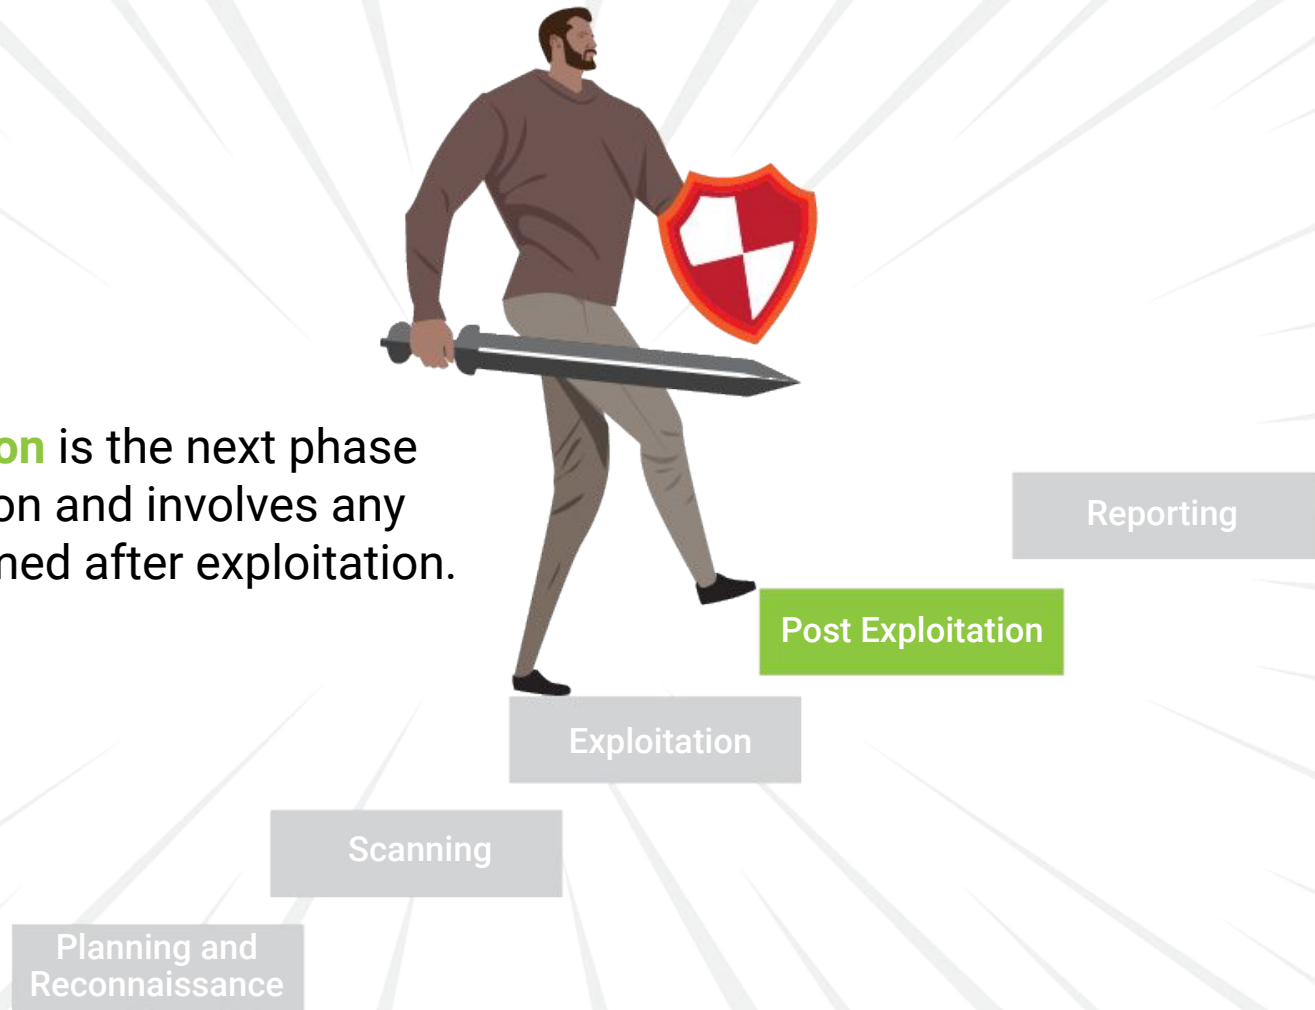 on is the next phase
on and involves any
ned after exploitation.
Reporting
Post Exploitation
Exploitation
Scanning
Planning and
Reconnaissance